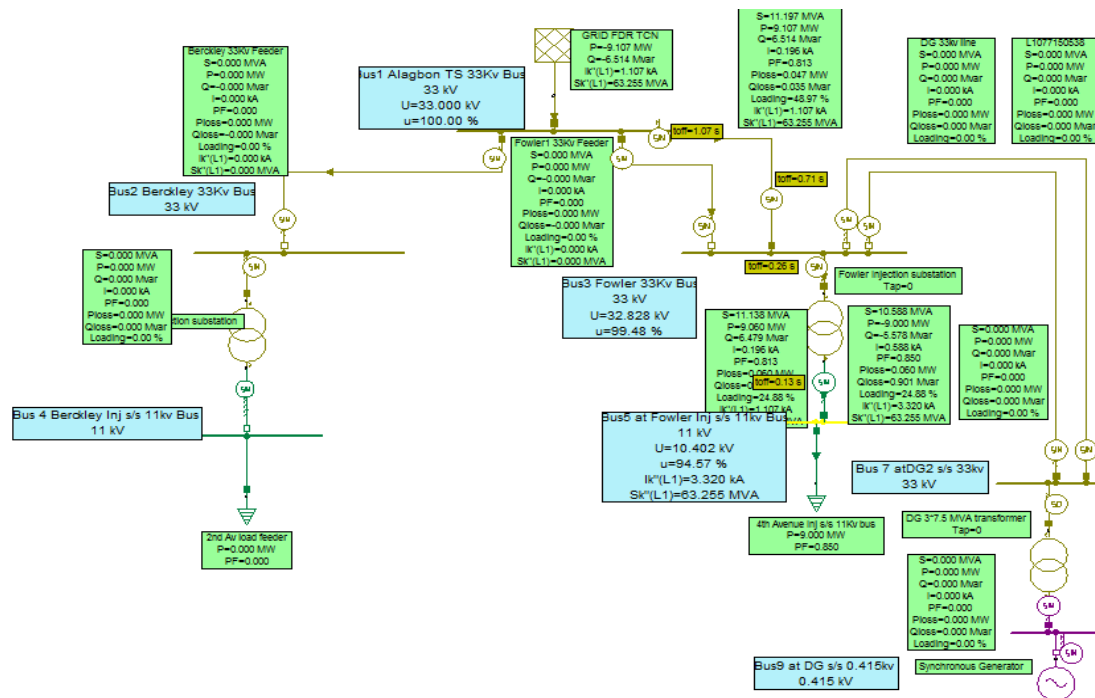 Berckley 33Kv Feeder
S=0.000 MVA
P=0.000 MW
Q=-0.000 Mvar
I=0.000 kA
PF=0.000
Ploss=0.000 MW
Qloss=-0.000 Mvar
Loading=0.00 %
Ik"(L1)=0.000 kA
Sk"(L1)=0.000 MVA
GRID FDR TCN
P=-9.107 MW
Q=-6.514 Mvar
Ik"(L1)=1.107 kA
Sk"(L1)=63.255 MVA
S=11.197 MVA
P=9.107 MW
Q=6.514 Mvar
I=0.196 kA
PF=0.813
Ploss=0.047 MW
Qloss=0.035 Mvar
Loading=48.97 %
Ik"(L1)=1.107 kA
Sk"(L1)=63.255 MVA
DG 33kv line
S=0.000 MVA
P=0.000 MW
Q=0.000 Mvar
I=0.000 kA
PF=0.000
Ploss=0.000 MW
Qloss=0.000 Mvar
Loading=0.00 %
L1077150538
S=0.000 MVA
P=0.000 MW
Q=0.000 Mvar
I=0.000 kA
PF=0.000
Ploss=0.000 MW
Qloss=0.000 Mvar
Loading=0.00 %
Bus1 Alagbon TS 33Kv Bus
33 kV
U=33.000 kV
u=100.00 %
toff=1.07 s
Fowler1 33Kv Feeder
S=0.000 MVA
P=0.000 MW
Q=-0.000 Mvar
I=0.000 kA
PF=0.000
Ploss=0.000 MW
Qloss=-0.000 Mvar
Loading=0.00 %
Ik"(L1)=0.000 kA
Sk"(L1)=0.000 MVA
toff=0.71 s
Bus2 Berckley 33Kv Bus
33 kV
S=0.000 MVA
P=0.000 MW
Q=0.000 Mvar
I=0.000 kA
PF=0.000
Ploss=0.000 MW
Qloss=0.000 Mvar
Loading=0.00 %
substation
toff=0.26 s
Bus3 Fowler 33Kv Bus
33 kV
U=32.828 kV
u=99.48 %
Fowler Injection substation
Tap=0
S=11.138 MVA
P=9.060 MW
Q=6.479 Mvar
I=0.196 kA
PF=0.813
Ploss=0.060 MW
toff=0.13 s
Loading=24.88 %
Ik"(L1)=1.107 kA
S=10.588 MVA
P=-9.000 MW
Q=-5.578 Mvar
I=0.588 kA
PF=0.850
Ploss=0.060 MW
Qloss=0.901 Mvar
Loading=24.88 %
Ik"(L1)=3.320 kA
Sk"(L1)=63.255 MVA
S=0.000 MVA
P=0.000 MW
Q=0.000 Mvar
I=0.000 kA
PF=0.000
Ploss=0.000 MW
Qloss=0.000 Mvar
Loading=0.00 %
Bus 4 Berckley Inj s/s 11kv Bus
11 kV
Bus5 at Fowler Inj s/s 11kv Bus
11 kV
U=10.402 kV
u=94.57 %
Ik"(L1)=3.320 kA
Sk"(L1)=63.255 MVA
Bus 7 atDG2 s/s 33kv
33 kV
2nd Av load feeder
P=0.000 MW
PF=0.000
4th Avenue Inj s/s 11Kv bus
P=9.000 MW
PF=0.850
DG 3*7.5 MVA transformer
Tap=0
S=0.000 MVA
P=0.000 MW
Q=0.000 Mvar
I=0.000 kA
PF=0.000
Ploss=0.000 MW
Qloss=0.000 Mvar
Loading=0.00 %
Bus9 at DG s/s 0.415kv
0.415 kV
Synchronous Generator